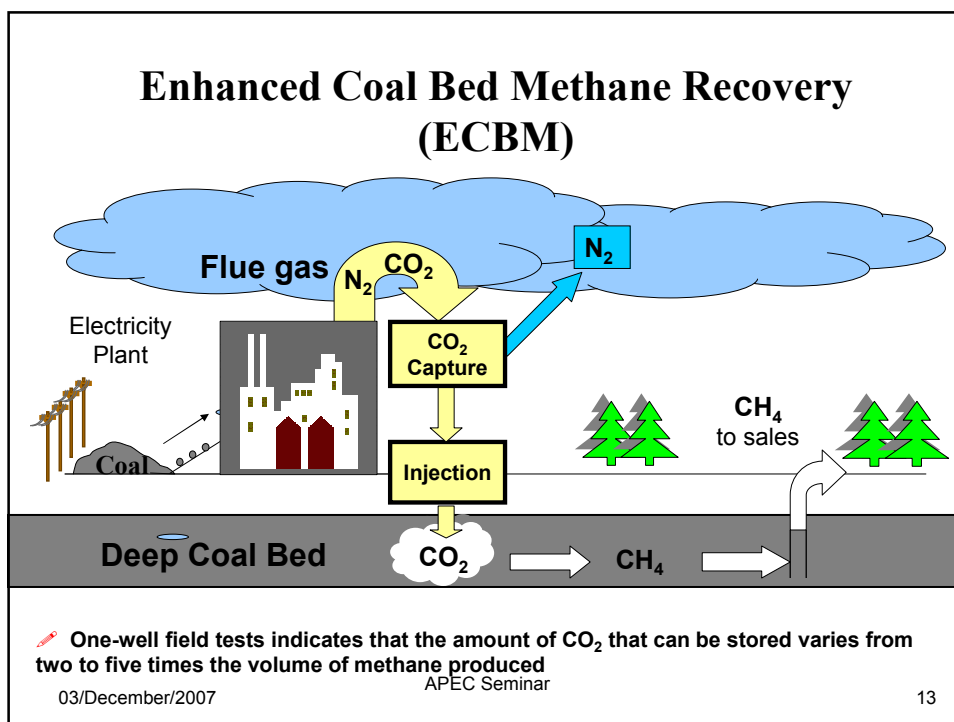 Enhanced Coal Bed Methane Recovery
(ECBM)
N₂
Flue gas
N₂
CO₂
Electricity
Plant
CO₂
Capture
CH₄
to sales
Coal
Injection
Deep Coal Bed
CO₂
CH₄
One-well field tests indicates that the amount of CO₂ that can be stored varies from
two to five times the volume of methane produced
APEC Seminar
03/December/2007
13